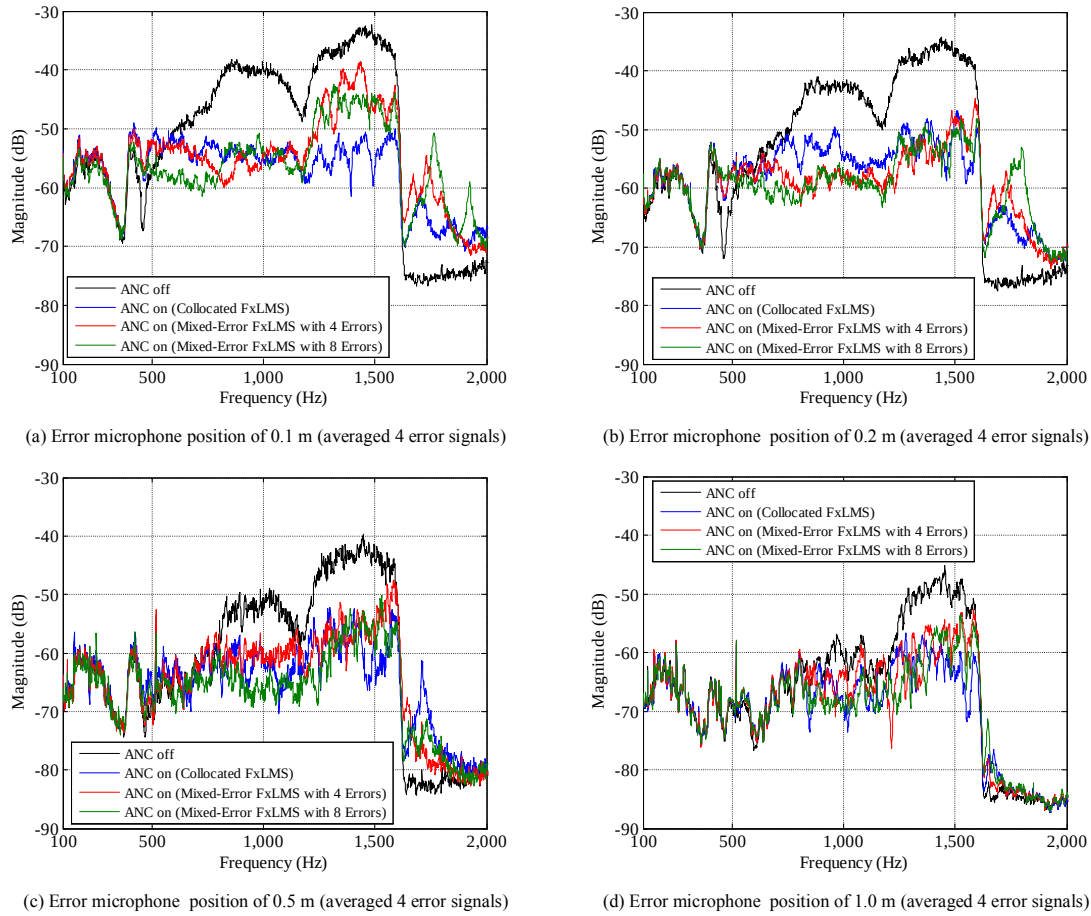 -30
-40
-50
-60
-70
-80
-90
Magnitude (dB)
ANC off
ANC on (Collocated FxLMS)
ANC on (Mixed-Error FxLMS with 4 Errors)
ANC on (Mixed-Error FxLMS with 8 Errors)
100 500 1,000 1,500 2,000
Frequency (Hz)
(a) Error microphone position of 0.1 m (averaged 4 error signals)
-30
-40
-50
-60
-70
-80
-90
Magnitude (dB)
ANC off
ANC on (Collocated FxLMS)
ANC on (Mixed-Error FxLMS with 4 Errors)
ANC on (Mixed-Error FxLMS with 8 Errors)
100 500 1,000 1,500 2,000
Frequency (Hz)
(b) Error microphone position of 0.2 m (averaged 4 error signals)
-30
-40
-50
-60
-70
-80
-90
Magnitude (dB)
ANC off
ANC on (Collocated FxLMS)
ANC on (Mixed-Error FxLMS with 4 Errors)
ANC on (Mixed-Error FxLMS with 8 Errors)
100 500 1,000 1,500 2,000
Frequency (Hz)
(c) Error microphone position of 0.5 m (averaged 4 error signals)
-30
-40
-50
-60
-70
-80
-90
Magnitude (dB)
ANC off
ANC on (Collocated FxLMS)
ANC on (Mixed-Error FxLMS with 4 Errors)
ANC on (Mixed-Error FxLMS with 8 Errors)
100 500 1,000 1,500 2,000
Frequency (Hz)
(d) Error microphone position of 1.0 m (averaged 4 error signals)